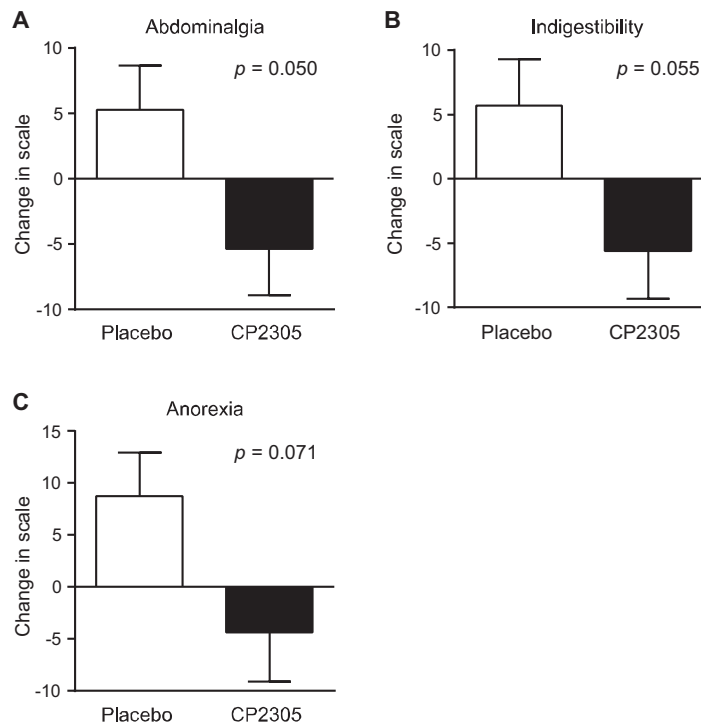 A
Abdominalgia
10
5
0
-5
-10
Change in scale
p = 0.050
Placebo
CP2305
B
Indigestibility
10
5
0
-5
-10
Change in scale
p = 0.055
Placebo
CP2305
C
Anorexia
15
10
5
0
-5
-10
Change in scale
p = 0.071
Placebo
CP2305